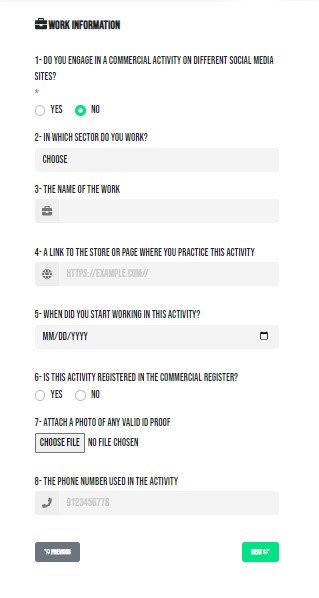 WORK INFORMATION
1- DO YOU ENGAGE IN A COMMERCIAL ACTIVITY ON DIFFERENT SOCIAL MEDIA
SITES?
*
YES NO
2- IN WHICH SECTOR DO YOU WORK?
CHOOSE
3- THE NAME OF THE WORK
4- A LINK TO THE STORE OR PAGE WHERE YOU PRACTICE THIS ACTIVITY
HTTPS://EXAMPLE.COM//
5- WHEN DID YOU START WORKING IN THIS ACTIVITY?
MM/DD/YYYY
6- IS THIS ACTIVITY REGISTERED IN THE COMMERCIAL REGISTER?
YES NO
7- ATTACH A PHOTO OF ANY VALID ID PROOF
CHOOSE FILE NO FILE CHOSEN
8- THE PHONE NUMBER USED IN THE ACTIVITY
9123456770
PREVIOUS NEXT